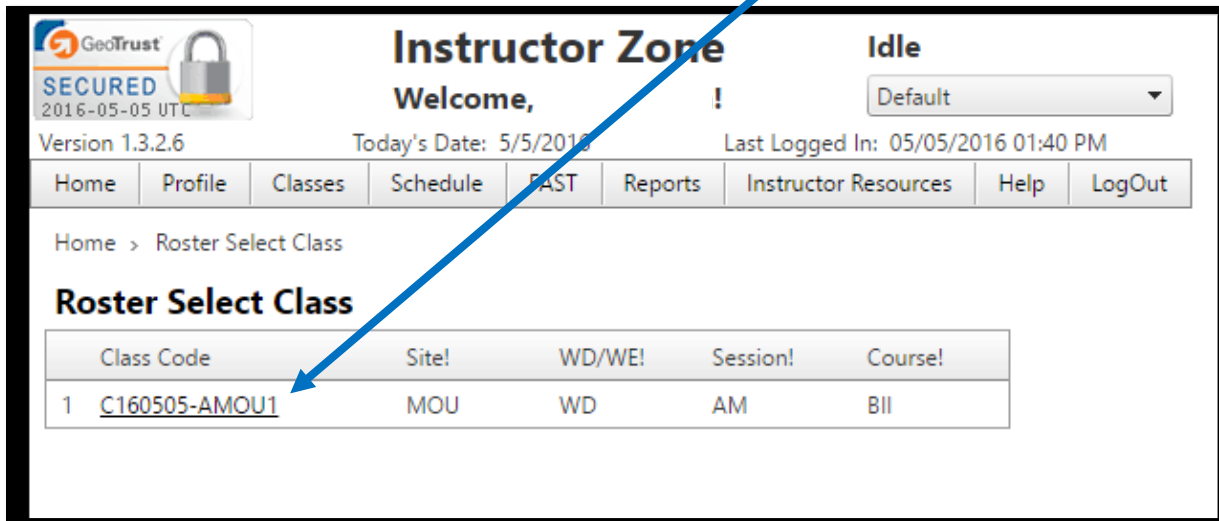 GeoTrust
SECURED
2016-05-05 UTC
Instructor Zone
Idle
Welcome, !
Default
Version 1.3.2.6 Today's Date: 5/5/2016 Last Logged In: 05/05/2016 01:40 PM
Home Profile Classes Schedule FAST Reports Instructor Resources Help LogOut
Home > Roster Select Class
Roster Select Class
Class Code Site! WD/WE! Session! Course!
1 C160505-AMOU1 MOU WD AM BII